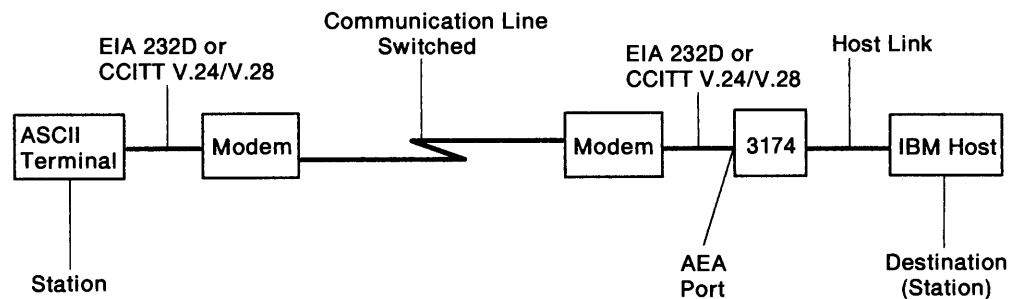 Communication Line
Switched
EIA 232D or
CCITT V.24/V.28
EIA 232D or
CCITT V.24/V.28
Host Link
ASCII
Terminal
Modem
Modem
3174
IBM Host
Station
AEA
Port
Destination
(Station)